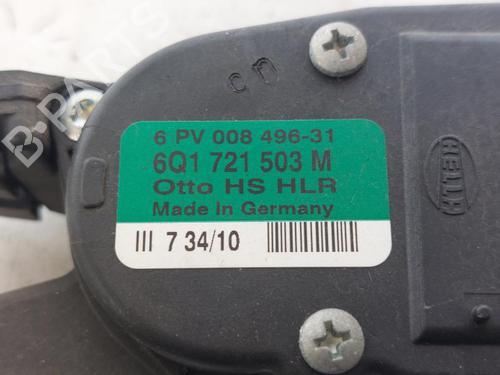 6 PV 008 496-31
6Q1 721 503 M
Otto HS HLR
Made in Germany
III 7 34/10
HELLA